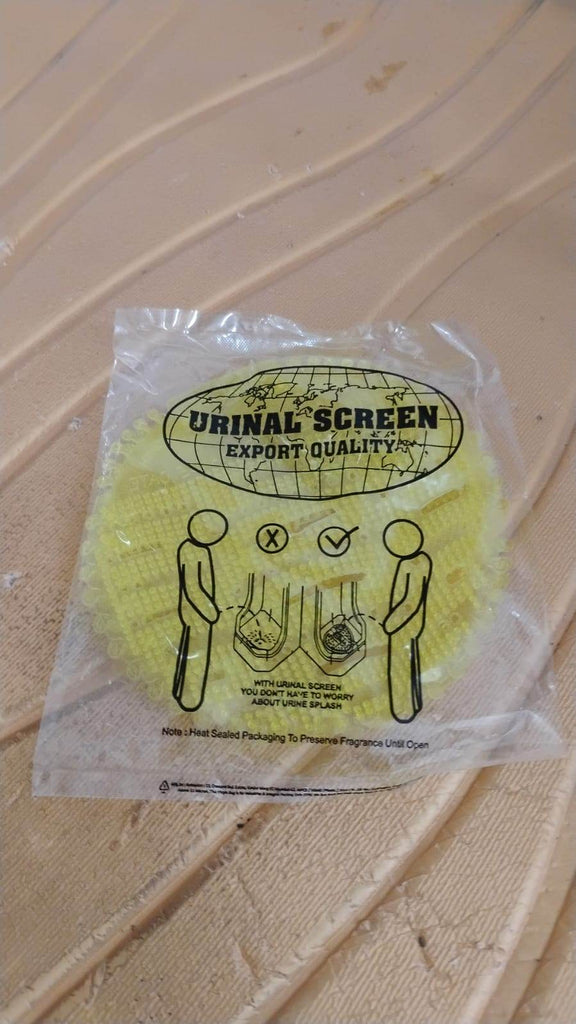 URINAL SCREEN
EXPORT QUALITY
X
WITH URINAL SCREEN
YOU DON'T HAVE TO WORRY
ABOUT URINE SPLASH
Note : Heat Sealed Packaging To Preserve Fragrance Until Open